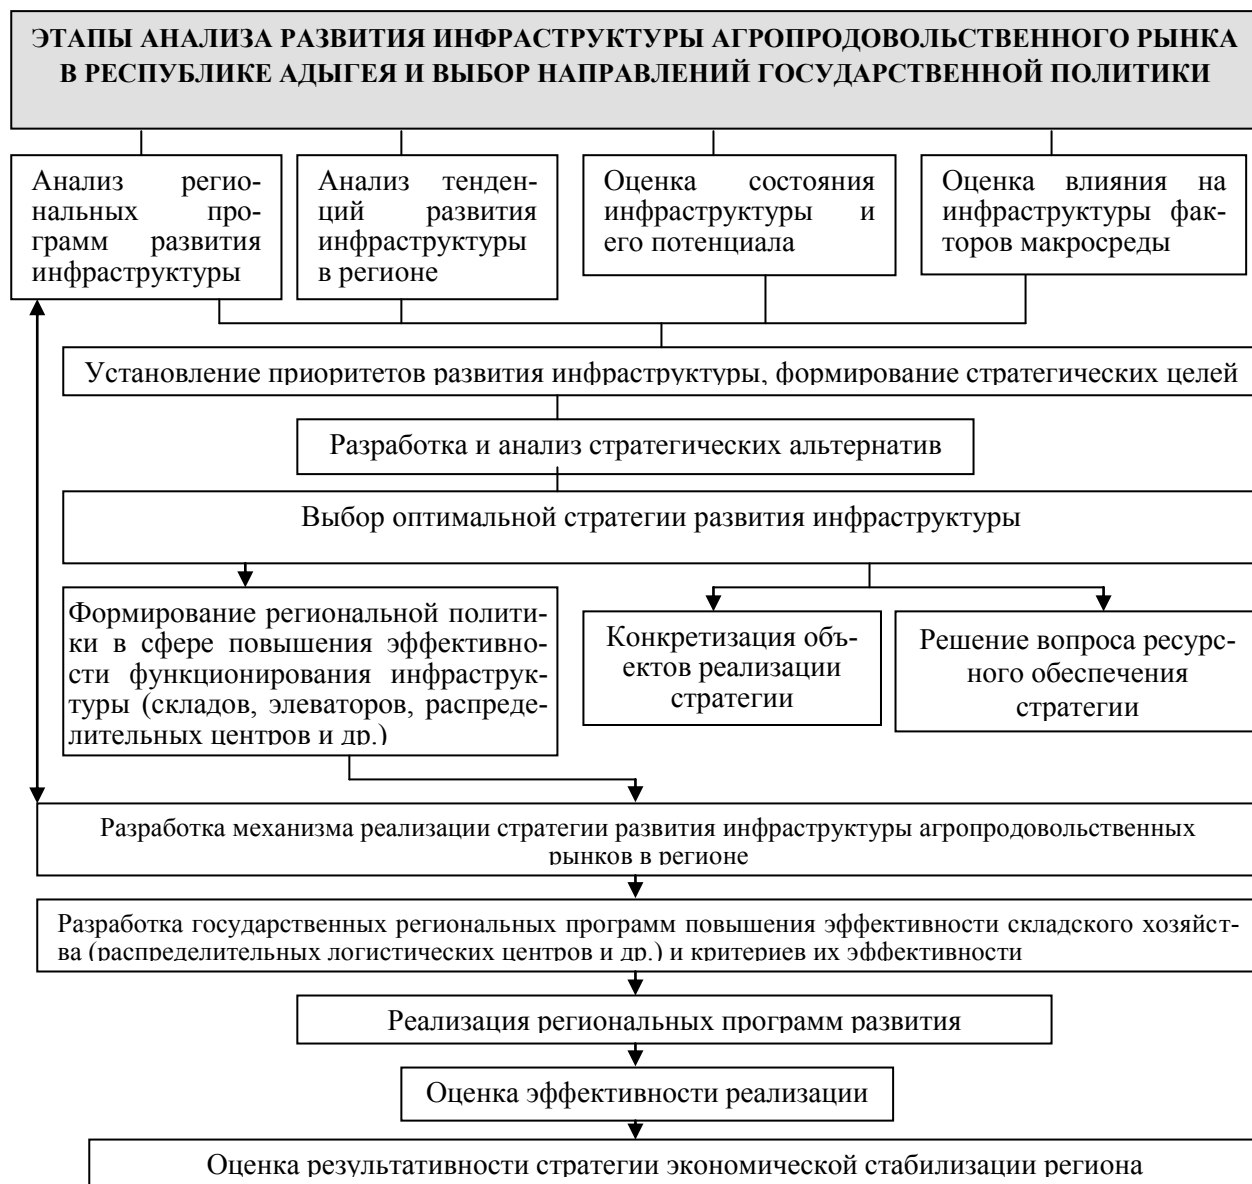 ЭТАПЫ АНАЛИЗА РАЗВИТИЯ ИНФРАСТРУКТУРЫ АГРОПРОДОВОЛЬСТВЕННОГО РЫНКА
В РЕСПУБЛИКЕ АДЫГЕЯ И ВЫБОР НАПРАВЛЕНИЙ ГОСУДАРСТВЕННОЙ ПОЛИТИКИ
Анализ регио-
нальных про-
грамм развития
инфраструктуры
Анализ тенден-
ций развития
инфраструктуры
в регионе
Оценка состояния
инфраструктуры и
его потенциала
Оценка влияния на
инфраструктуры фак-
торов макросреды
Установление приоритетов развития инфраструктуры, формирование стратегических целей
Разработка и анализ стратегических альтернатив
Выбор оптимальной стратегии развития инфраструктуры
Формирование региональной полити-
ки в сфере повышения эффективно-
сти функционирования инфраструк-
туры (складов, элеваторов, распреде-
лительных центров и др.)
Конкретизация объ-
ектов реализации
стратегии
Решение вопроса ресурс-
ного обеспечения
стратегии
Разработка механизма реализации стратегии развития инфраструктуры агропродовольственных
рынков в регионе
Разработка государственных региональных программ повышения эффективности складского хозяйст-
ва (распределительных логистических центров и др.) и критериев их эффективности
Реализация региональных программ развития
Оценка эффективности реализации
Оценка результативности стратегии экономической стабилизации региона